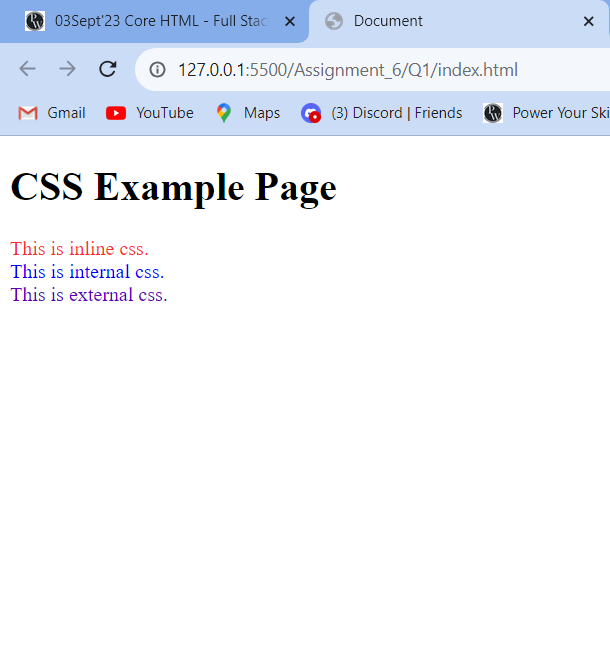 03Sept'23 Core HTML - Full Stac
Document
127.0.0.1:5500/Assignment_6/Q1/index.html
Gmail YouTube Maps (3) Discord | Friends Power Your Ski
CSS Example Page
This is inline css.
This is internal css.
This is external css.